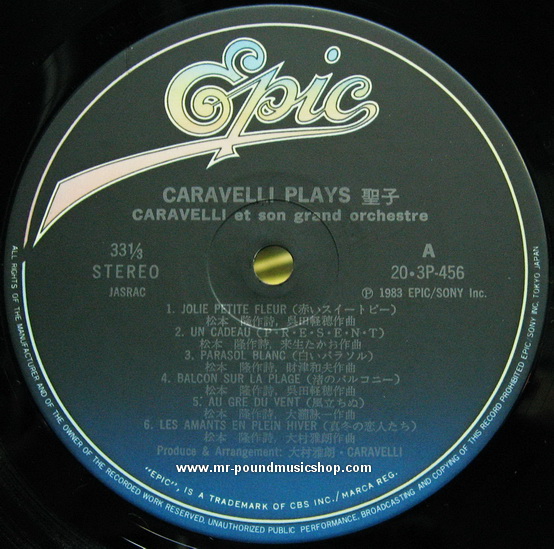 Epic
CARAVELLI PLAYS 聖子
CARAVELLI et son grand orchestre
33⅓
STEREO
JASRAC
A
20・3P-456
Ⓟ 1983 EPIC/SONY Inc.
1. JOLIE PETITE FLEUR (赤いスイートピー)
松本 隆作詩, 呉田軽穂作曲
2. UN CADEAU (P・R・E・S・E・N・T)
松本 隆作詩, 来生たかお作曲
3. PARASOL BLANC (白いパラソル)
松本 隆作詩, 財津和夫作曲
4. BALCON SUR LA PLAGE (渚のバルコニー)
松本 隆作詩, 呉田軽穂作曲
5. AU GRE DU VENT (風立ちぬ)
松本 隆作詩, 大瀧詠一作曲
6. LES AMANTS EN PLEIN HIVER (真冬の恋人たち)
松本 隆作詩, 大村雅朗作曲
Produce & Arrangement: 大村雅朗・CARAVELLI
www.mr-poundmusicshop.com
"EPIC", IS A TRADEMARK OF CBS INC./MARCA REG.
ALL RIGHTS OF THE MANUFACTURER AND OF THE OWNER OF THE RECORDED WORK RESERVED. UNAUTHORIZED PUBLIC PERFORMANCE, BROADCASTING AND COPYING OF THIS RECORD PROHIBITED EPIC・SONY INC. TOKYO JAPAN